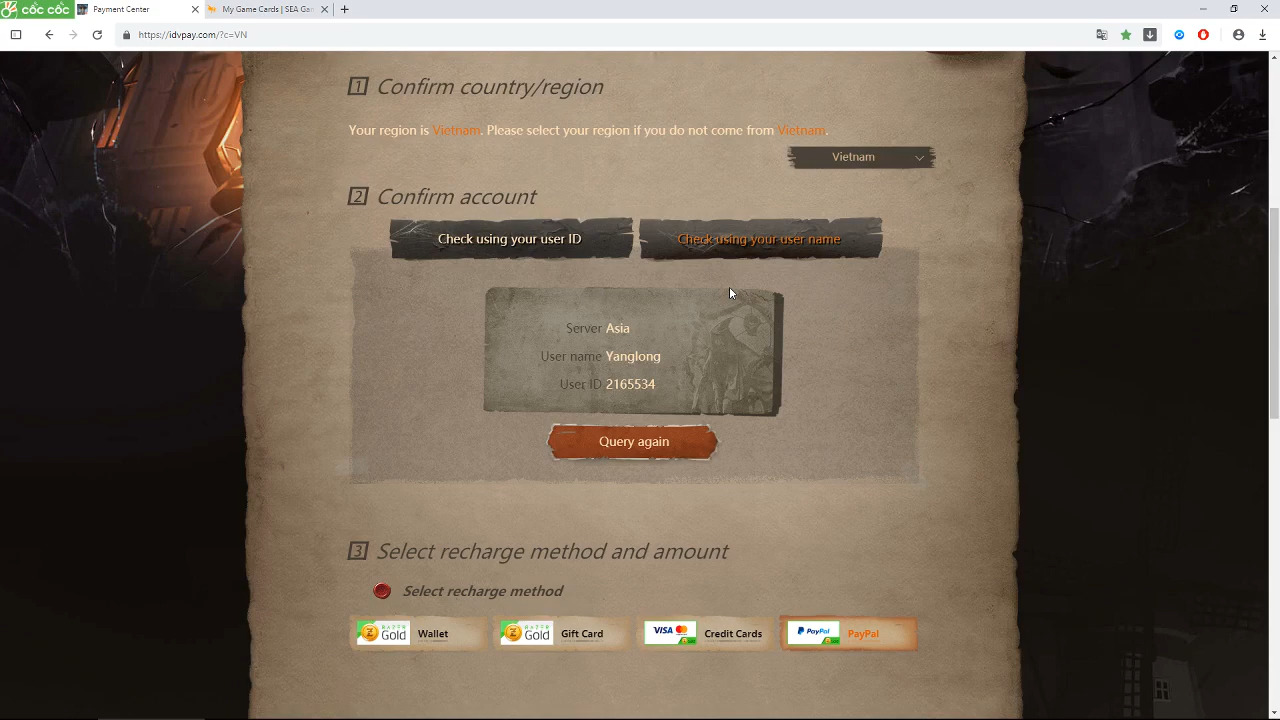 cốc cốc
Payment Center
My Game Cards | SEA Gar
https://idvpay.com/?c=VN
1 Confirm country/region
Your region is Vietnam. Please select your region if you do not come from Vietnam.
Vietnam
2 Confirm account
Check using your user ID
Check using your user name
Server Asia
User name Yanglong
User ID 2165534
Query again
3 Select recharge method and amount
Select recharge method
RAZER Gold Wallet
RAZER Gold Gift Card
VISA Credit Cards
PayPal PayPal